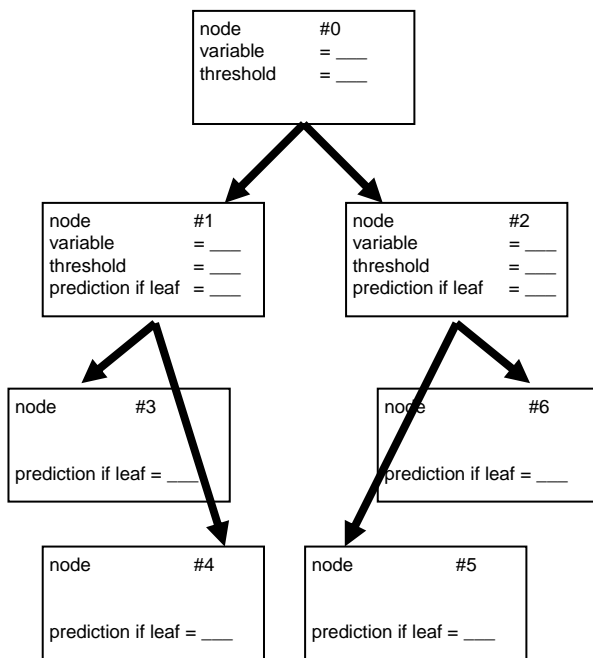 node #0
variable = ___
threshold = ___
node #1
variable = ___
threshold = ___
prediction if leaf = ___
node #2
variable = ___
threshold = ___
prediction if leaf = ___
node #3
prediction if leaf = ___
node #6
prediction if leaf = ___
node #4
prediction if leaf = ___
node #5
prediction if leaf = ___